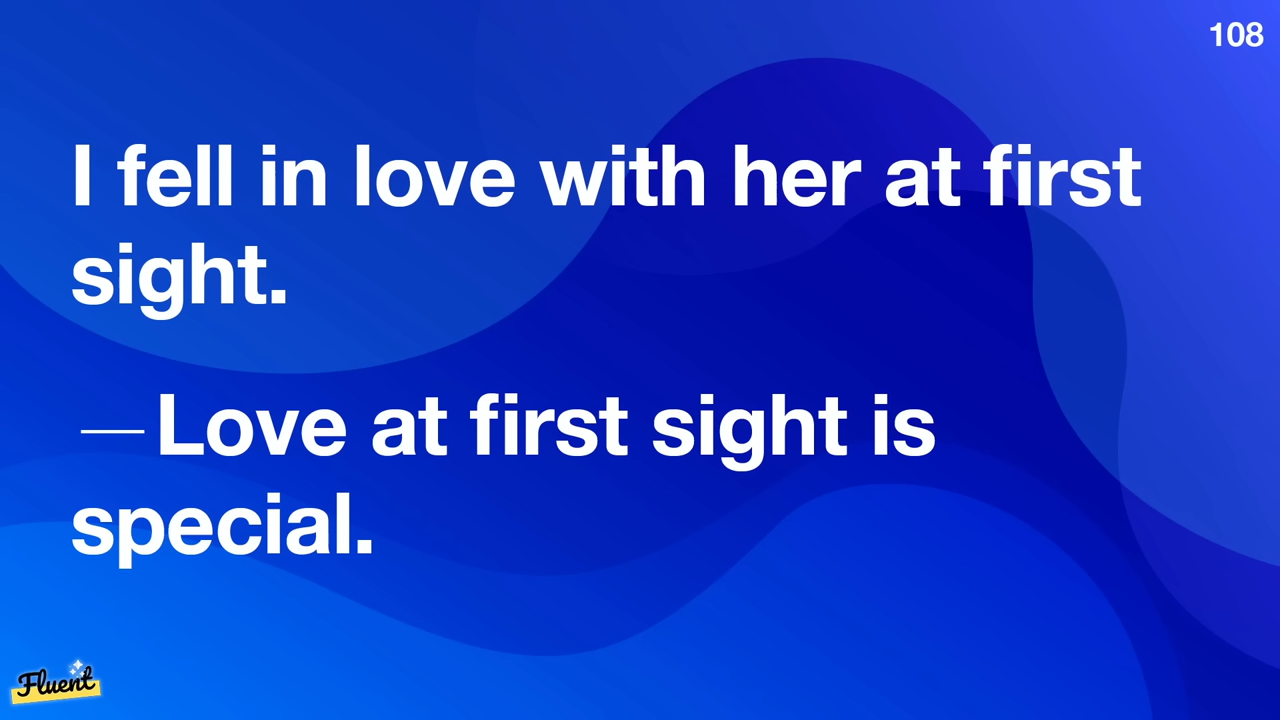 108
I fell in love with her at first
sight.
—Love at first sight is
special.
Fluent